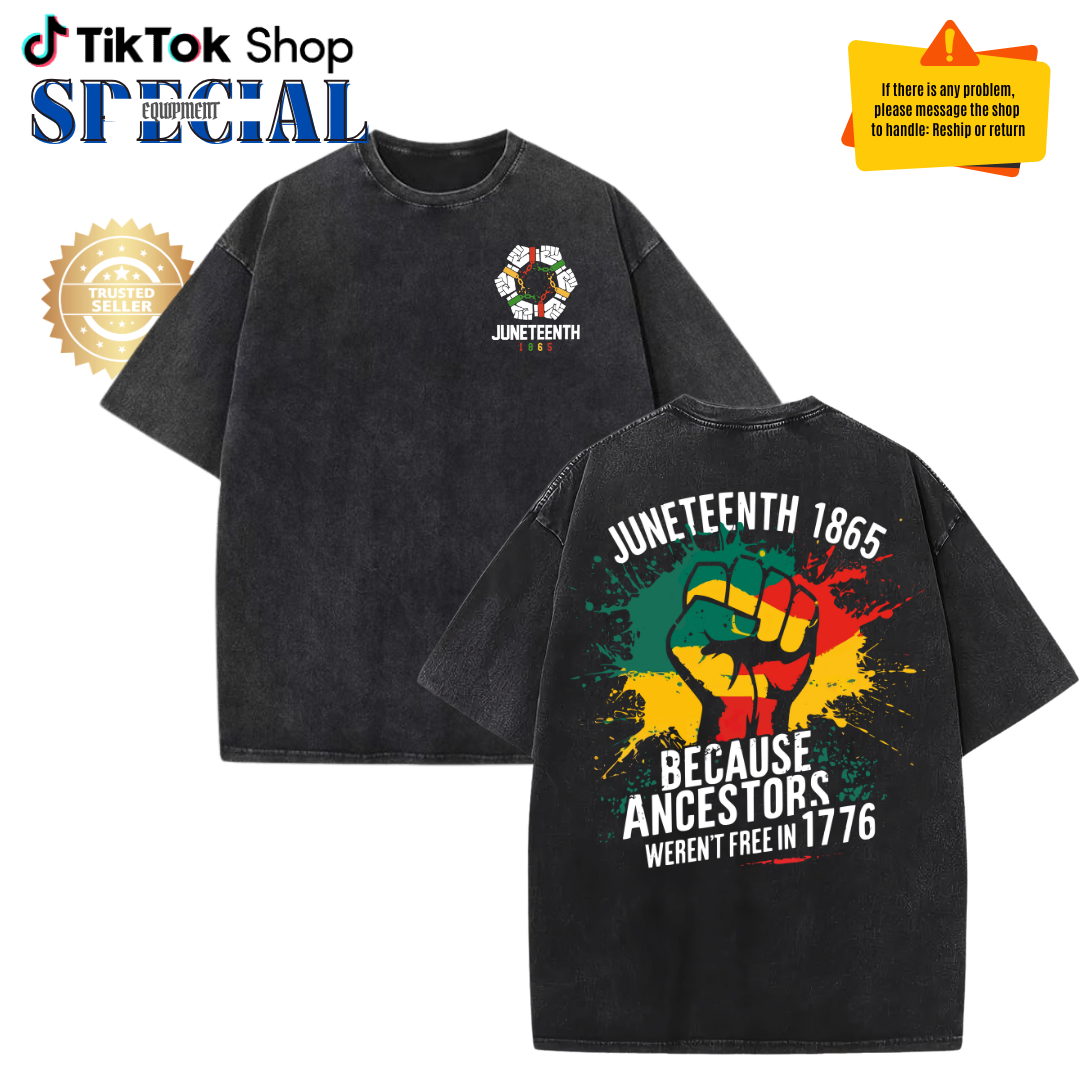 TikTok Shop
SPECIAL
EQUIPMENT
If there is any problem,
please message the shop
to handle: Reship or return
TRUSTED
SELLER
JUNETEENTH
1865
JUNETEENTH 1865
BECAUSE
ANCESTORS
WEREN'T FREE IN 1776